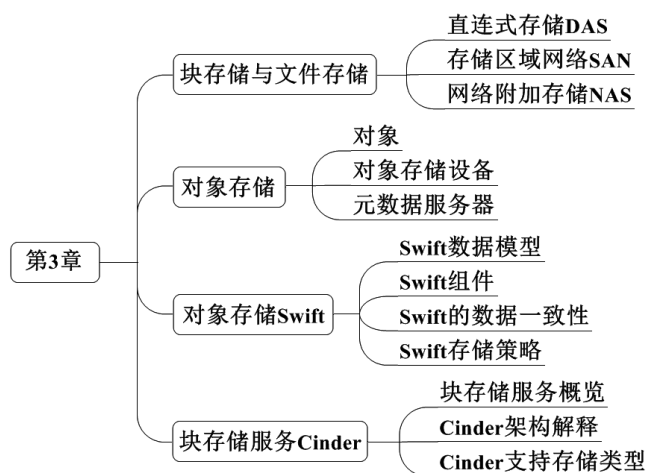 第3章
块存储与文件存储
直连式存储DAS
存储区域网络SAN
网络附加存储NAS
对象存储
对象
对象存储设备
元数据服务器
对象存储Swift
Swift数据模型
Swift组件
Swift的数据一致性
Swift存储策略
块存储服务Cinder
块存储服务概览
Cinder架构解释
Cinder支持存储类型